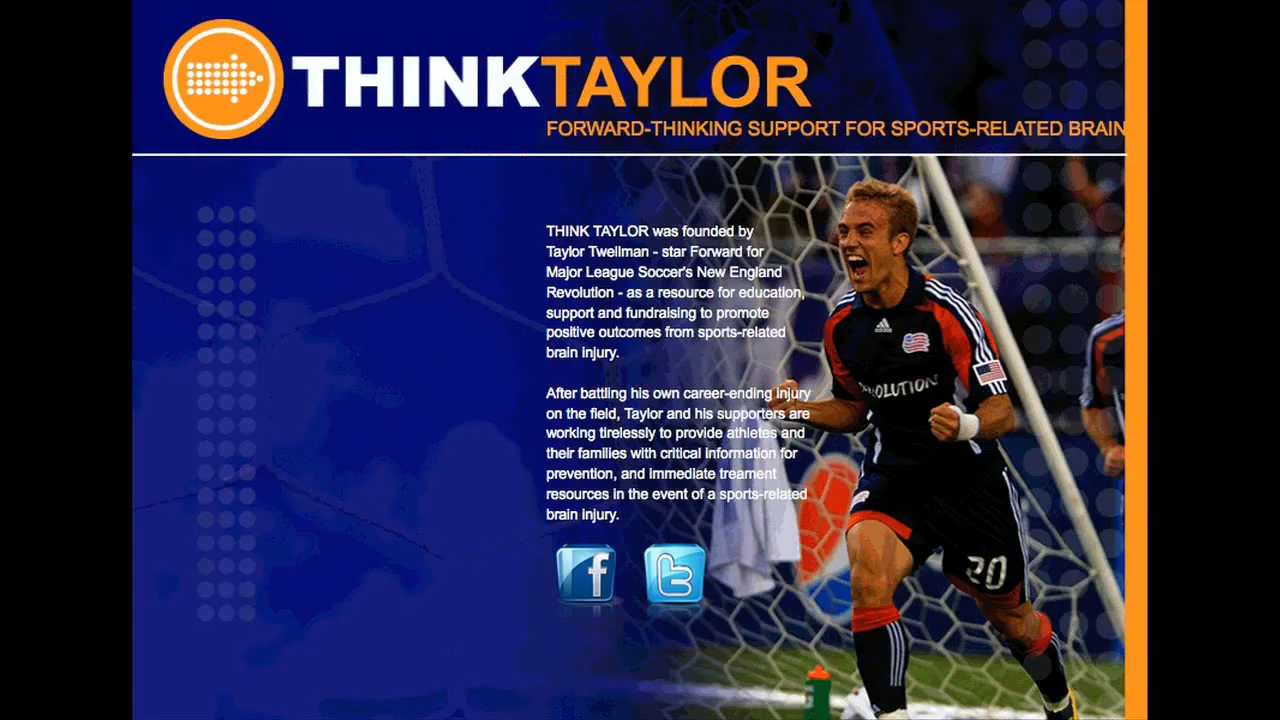 THINKTAYLOR
FORWARD-THINKING SUPPORT FOR SPORTS-RELATED BRAIN
THINK TAYLOR was founded by
Taylor Twellman - star Forward for
Major League Soccer's New England
Revolution - as a resource for education,
support and fundraising to promote
positive outcomes from sports-related
brain injury.
After battling his own career-ending injury
on the field, Taylor and his supporters are
working tirelessly to provide athletes and
their families with critical information for
prevention, and immediate treament
resources in the event of a sports-related
brain injury.
f
t
adidas
20